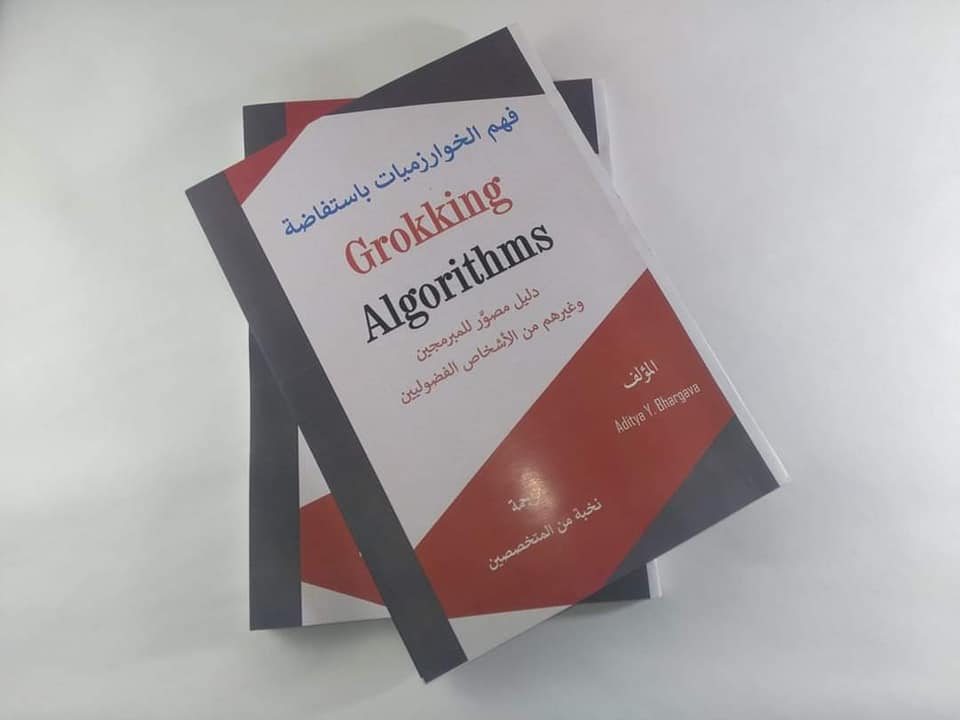 فهم الخوارزميات باستفاضة
Grokking
Algorithms
دليل مصوَّر للمبرمجين
وغيرهم من الأشخاص الفضوليين
المؤلف
Aditya Y. Bhargava
ترجمة
نخبة من المتخصصين